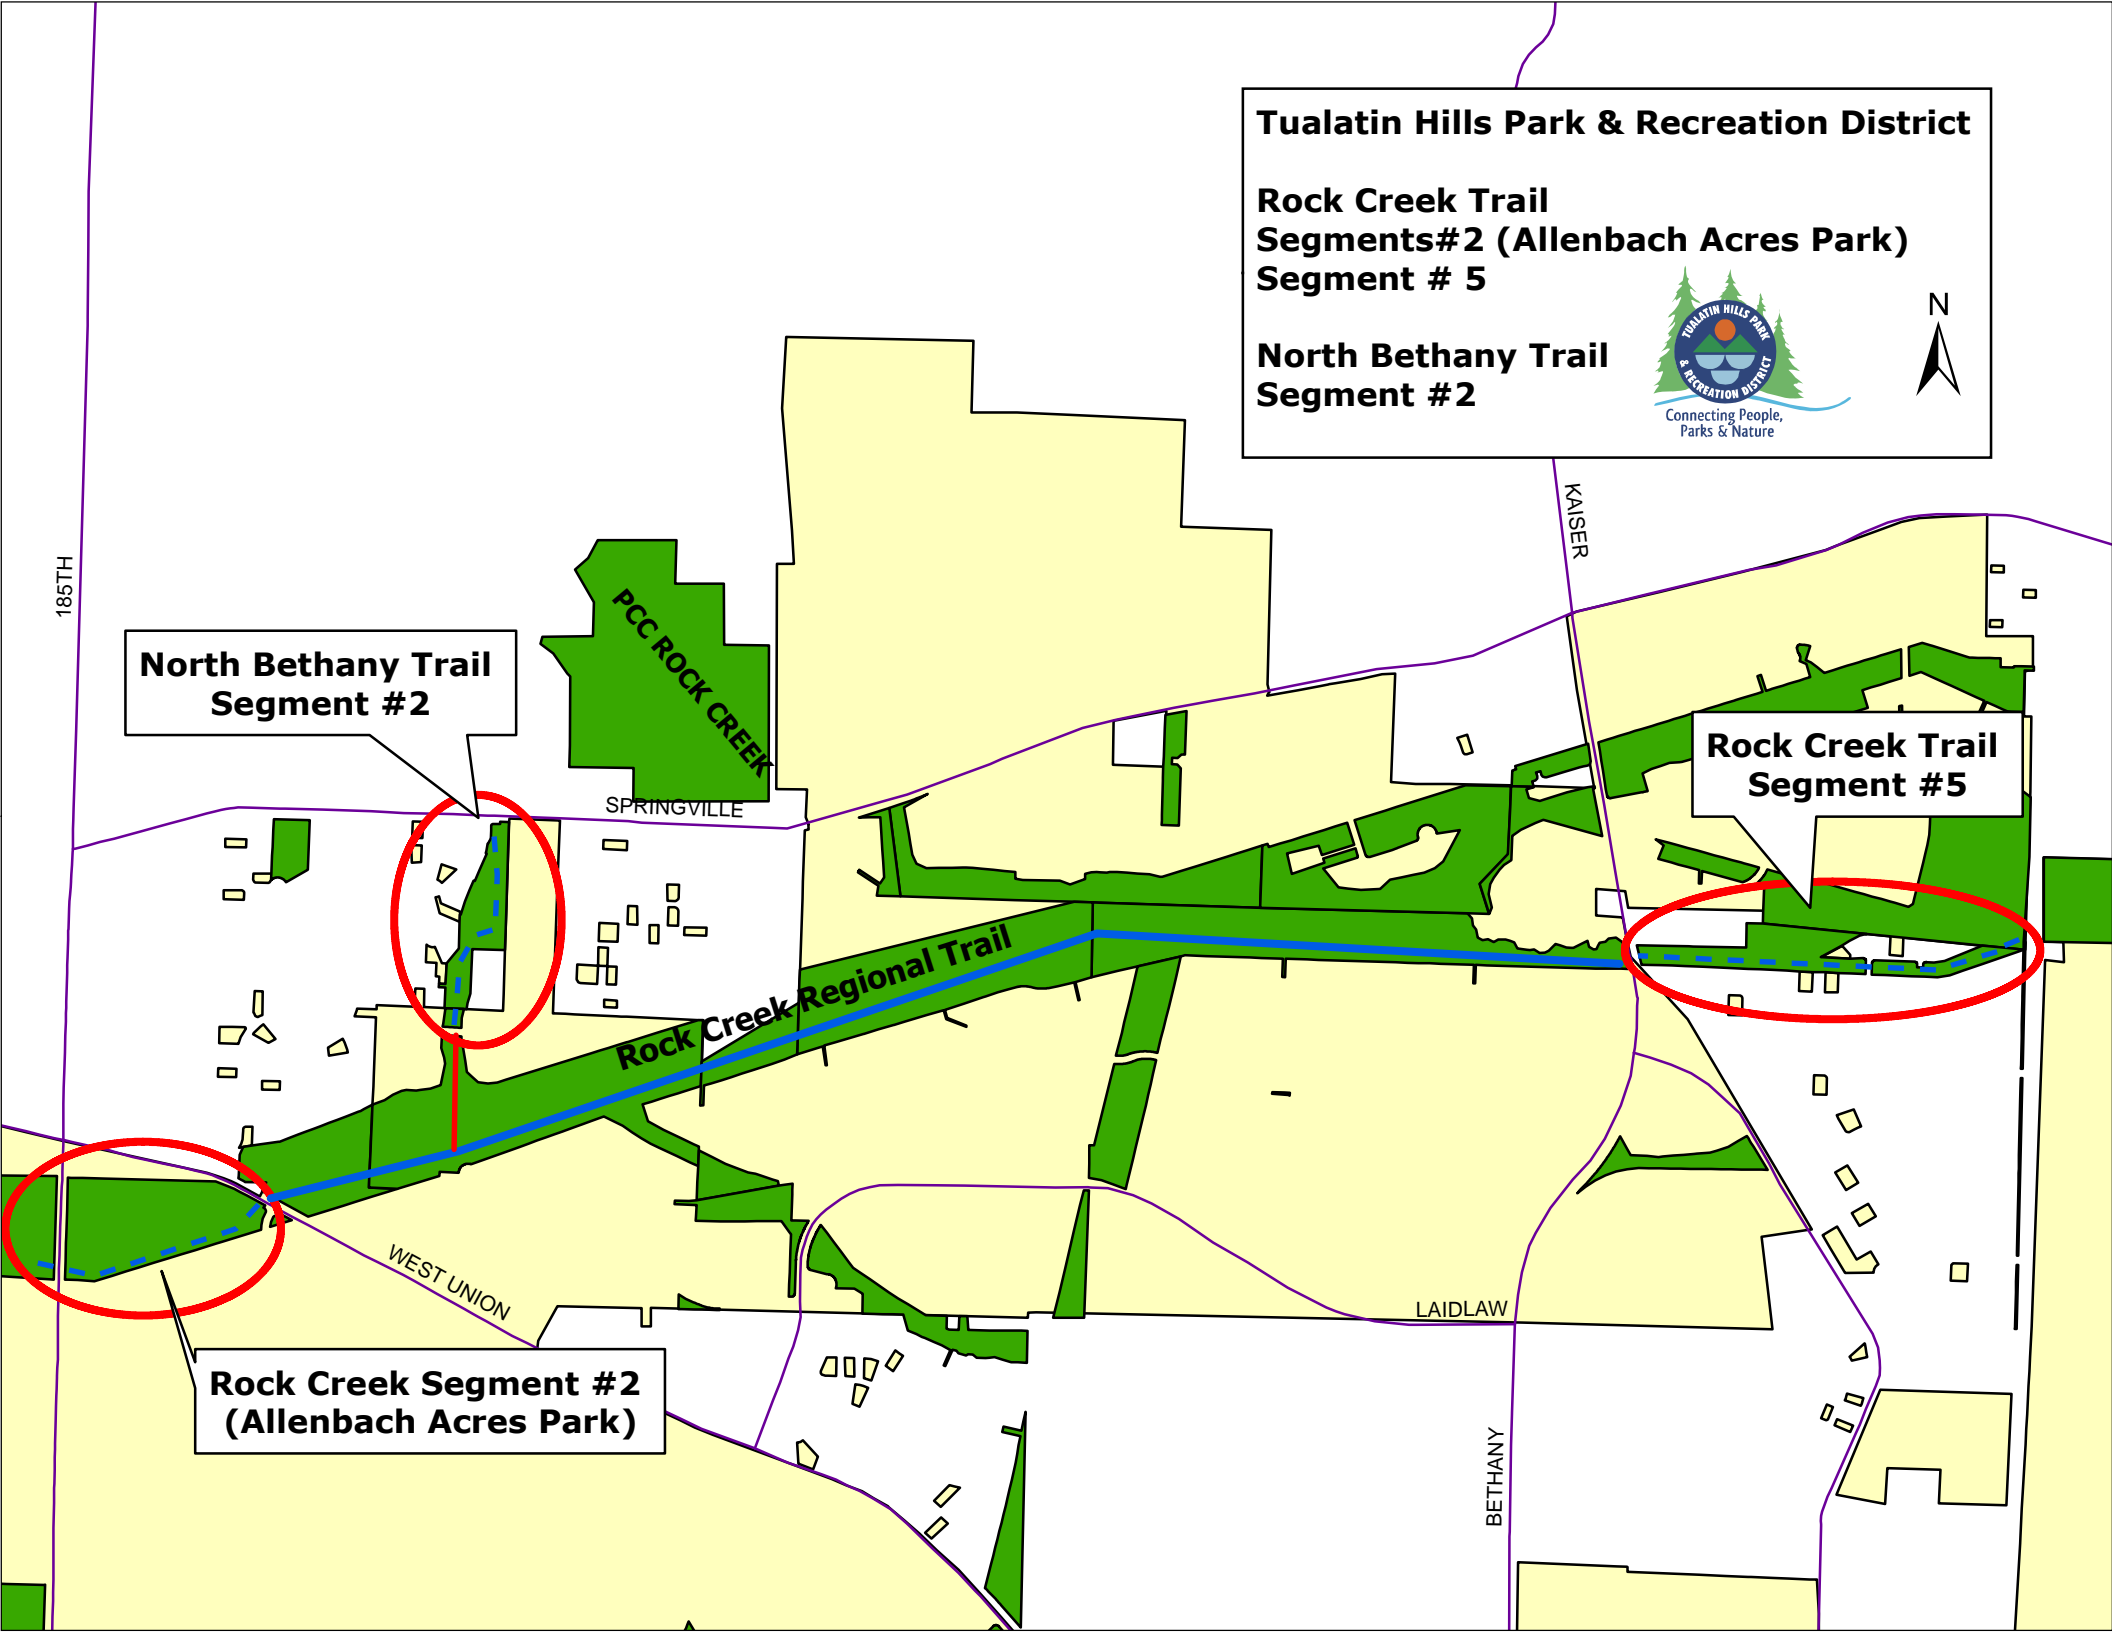 Tualatin Hills Park & Recreation District
Rock Creek Trail
Segments#2 (Allenbach Acres Park)
Segment # 5
North Bethany Trail
Segment #2
TUALATIN HILLS PARK
& RECREATION DISTRICT
Connecting People,
Parks & Nature
N
KAISER
185TH
PCC ROCK CREEK
North Bethany Trail
Segment #2
Rock Creek Trail
Segment #5
SPRINGVILLE
Rock Creek Regional Trail
WEST UNION
LAIDLAW
Rock Creek Segment #2
(Allenbach Acres Park)
BETHANY